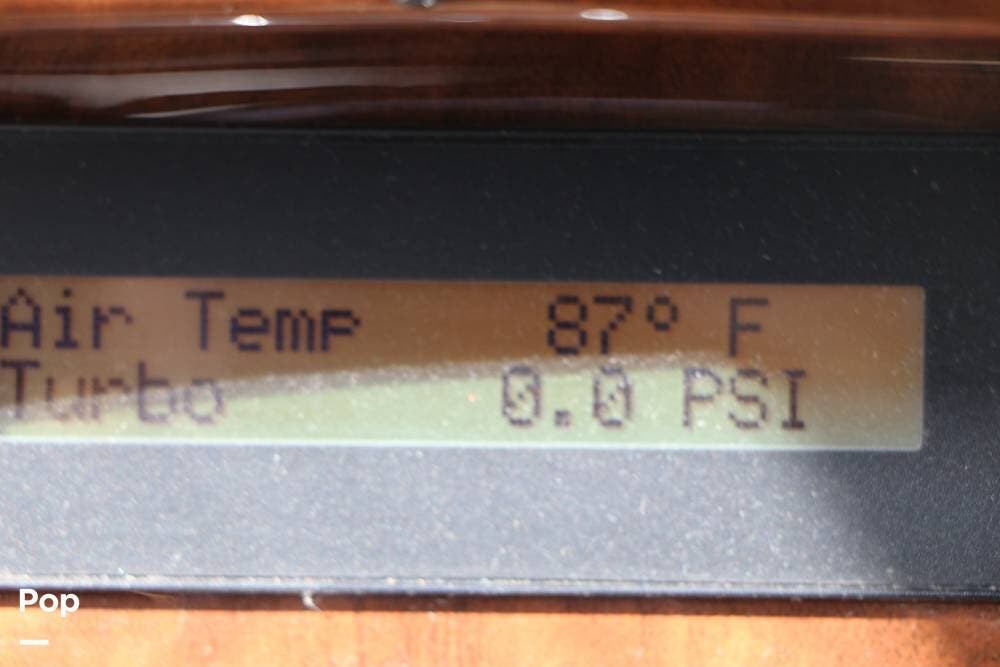 Air Temp 87° F
Turbo 0.0 PSI
Pop